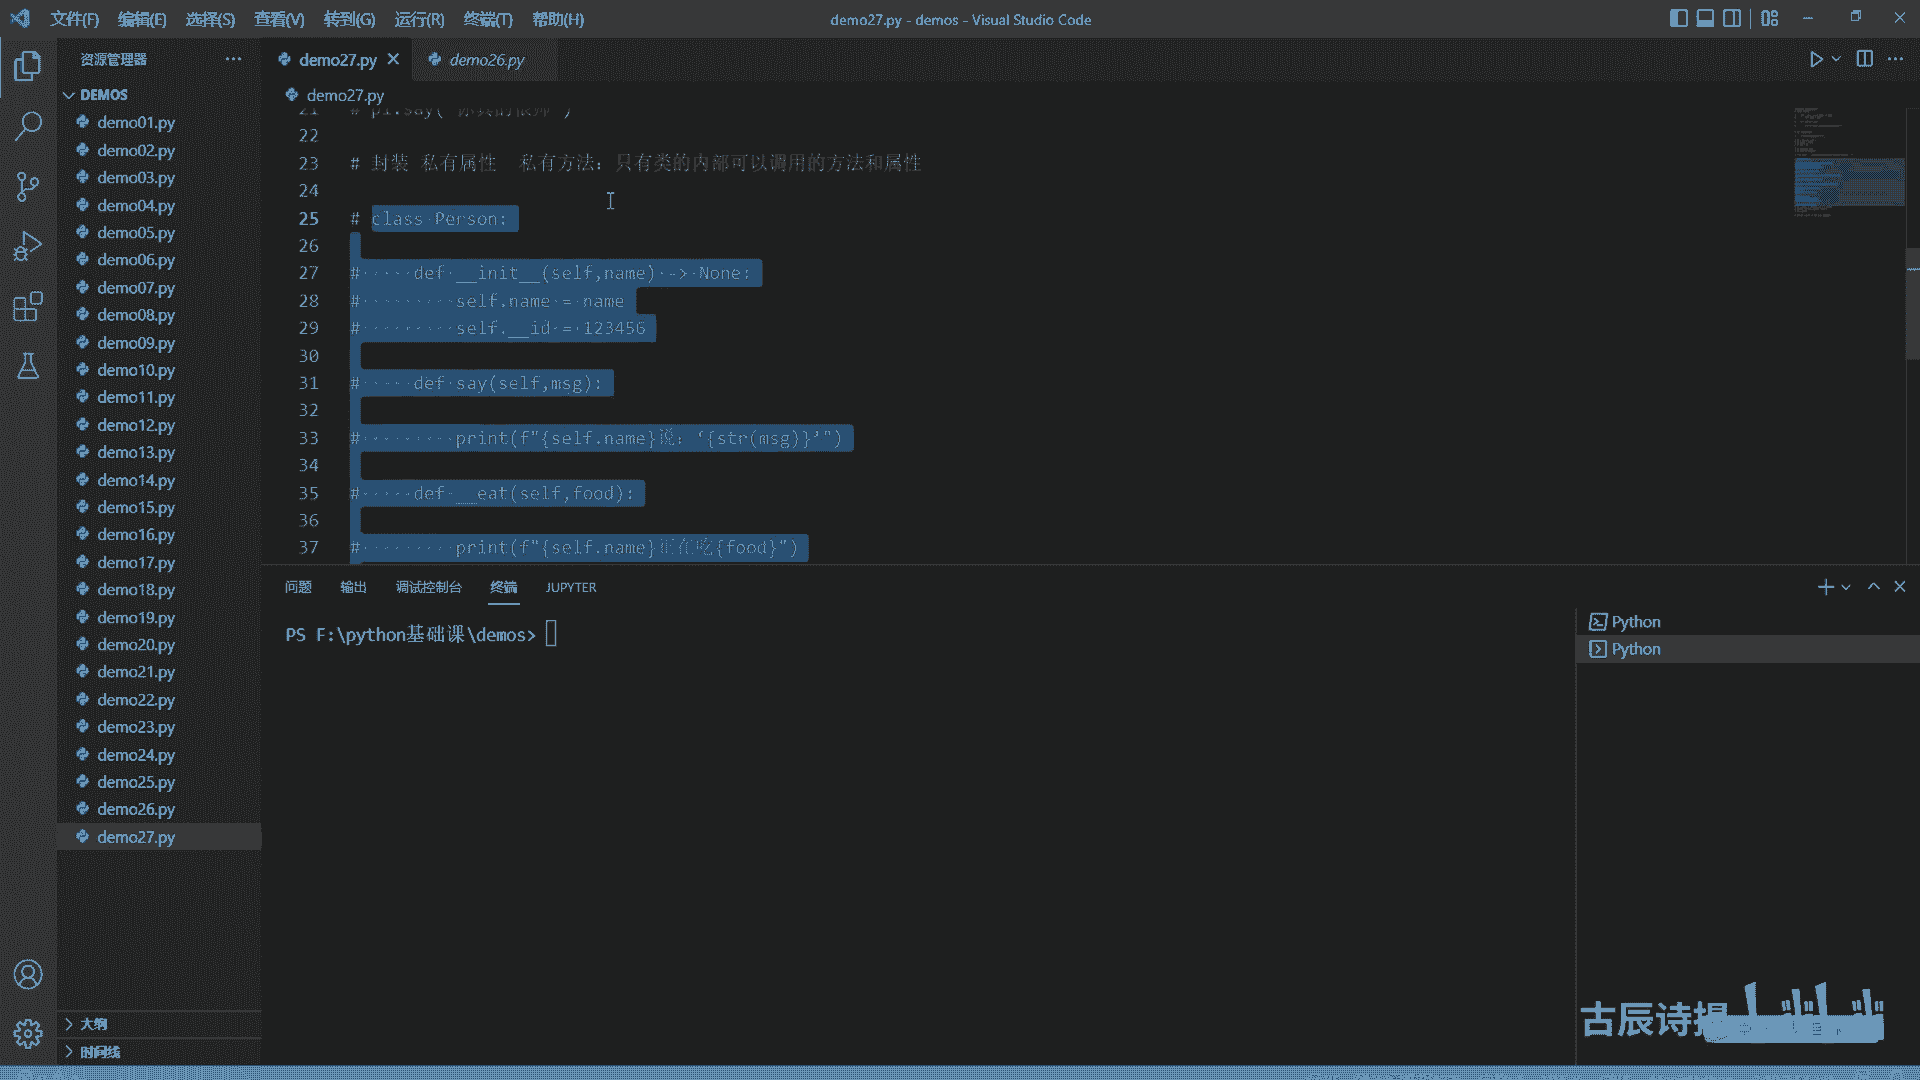 文件(F) 编辑(E) 选择(S) 查看(V) 转到(G) 运行(R) 终端(T) 帮助(H)
demo27.py - demos - Visual Studio Code
资源管理器
DEMOS
demo01.py
demo02.py
demo03.py
demo04.py
demo05.py
demo06.py
demo07.py
demo08.py
demo09.py
demo10.py
demo11.py
demo12.py
demo13.py
demo14.py
demo15.py
demo16.py
demo17.py
demo18.py
demo19.py
demo20.py
demo21.py
demo22.py
demo23.py
demo24.py
demo25.py
demo26.py
demo27.py
大纲
时间线
demo27.py demo26.py
demo27.py
21 # p1.say(
22
23 # 封装 私有属性  私有方法：只有类的内部可以调用的方法和属性
24
25 # class Person:
26
27 #     def __init__(self,name) -> None:
28 #         self.name = name
29 #         self.__id = 123456
30
31 #     def say(self,msg):
32
33 #         print(f"{self.name}说：‘{str(msg)}’")
34
35 #     def __eat(self,food):
36
37 #         print(f"{self.name}正在吃{food}")
问题 输出 调试控制台 终端 JUPYTER
PS F:\python基础课\demos>
Python
Python
古辰诗